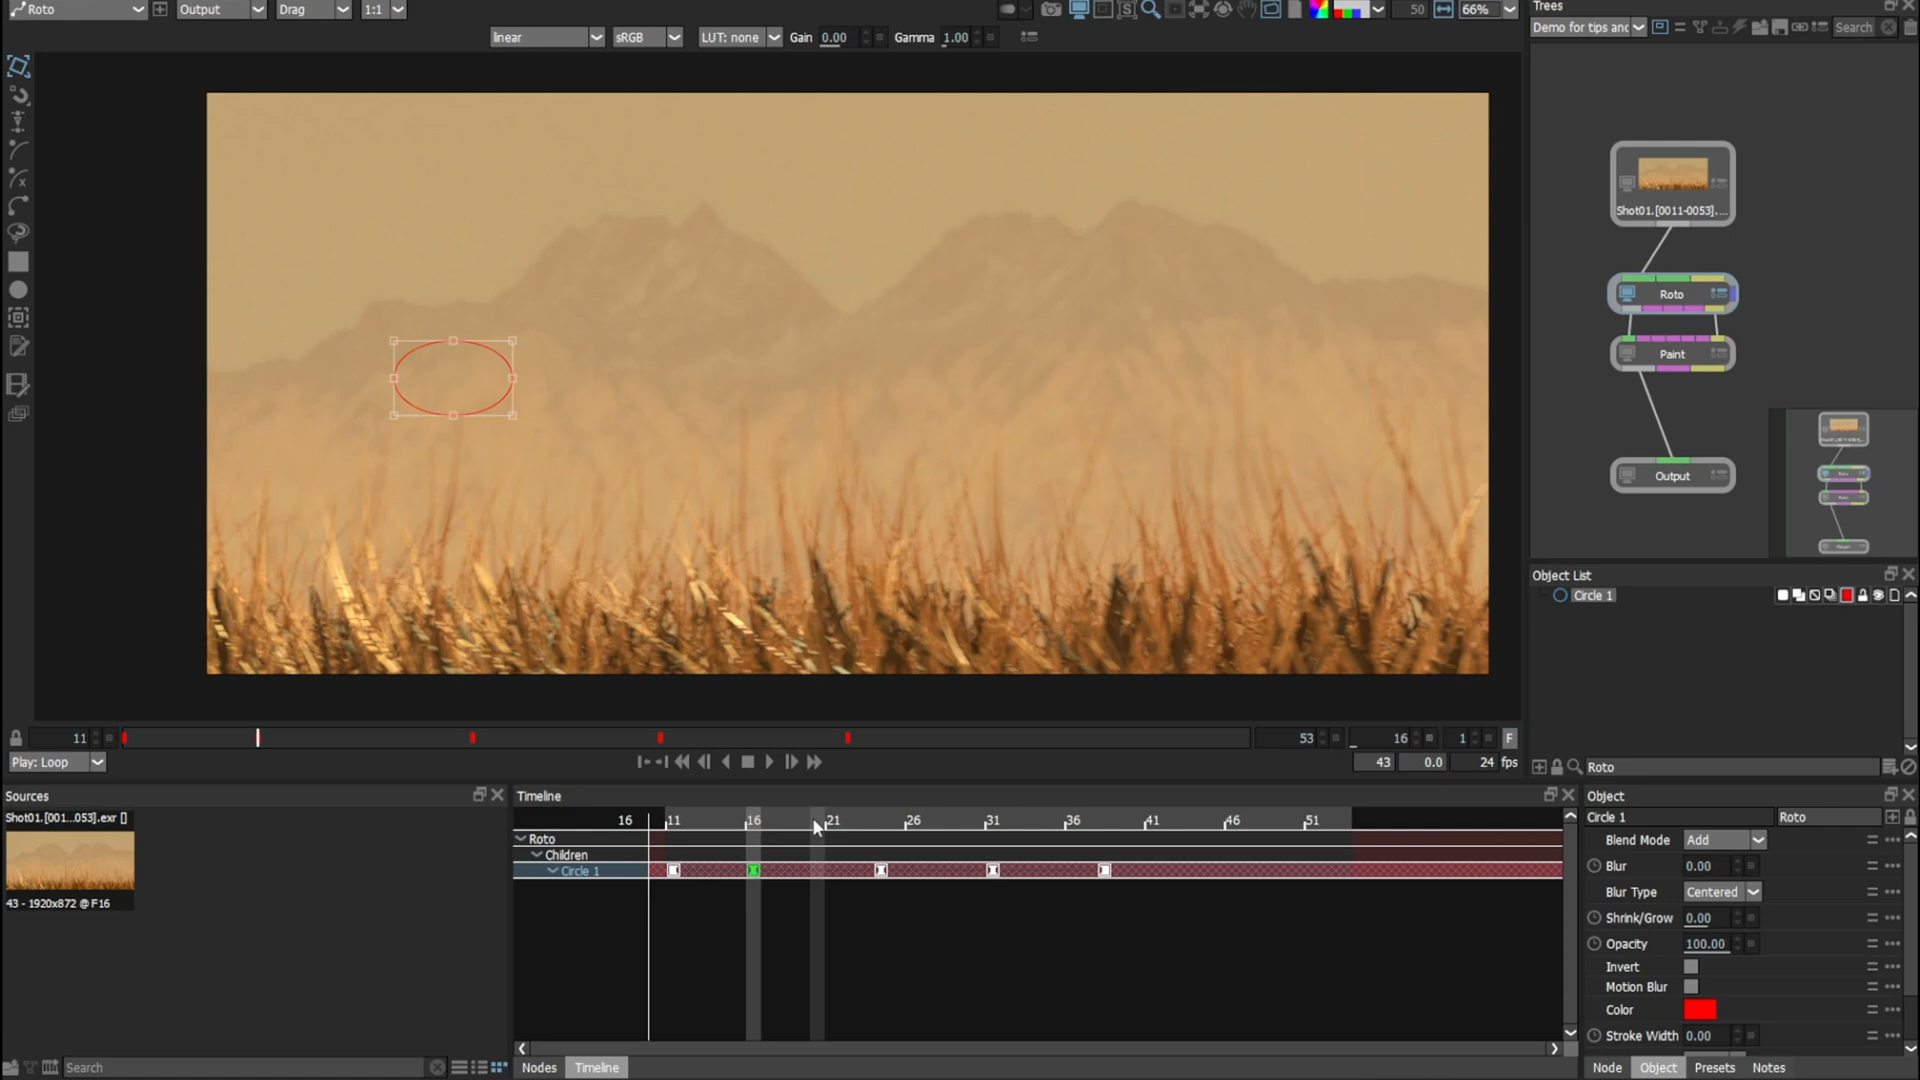 Roto Output Drag 1:1 50 66%
Trees
Demo for tips anc Search
linear sRGB LUT: none Gain 0.00 Gamma 1.00
Shot01.[0011-0053]....
Roto
Paint
Output
Object List
Circle 1
11 53 16 1 F
Play: Loop 43 0.0 24 fps
Roto
Sources Timeline Object
Shot01.[001...053].exr []
16 11 16 21 26 31 36 41 46 51
Circle 1 Roto
Roto
Blend Mode Add
Children
Blur 0.00
Circle 1
Blur Type Centered
43 - 1920x872 @ F16
Shrink/Grow 0.00
Opacity 100.00
Invert
Motion Blur
Color
Stroke Width 0.00
Search
Nodes Timeline
Node Object Presets Notes